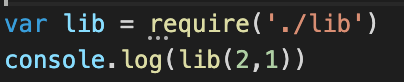 var lib = require('./lib')
console.log(lib(2,1))